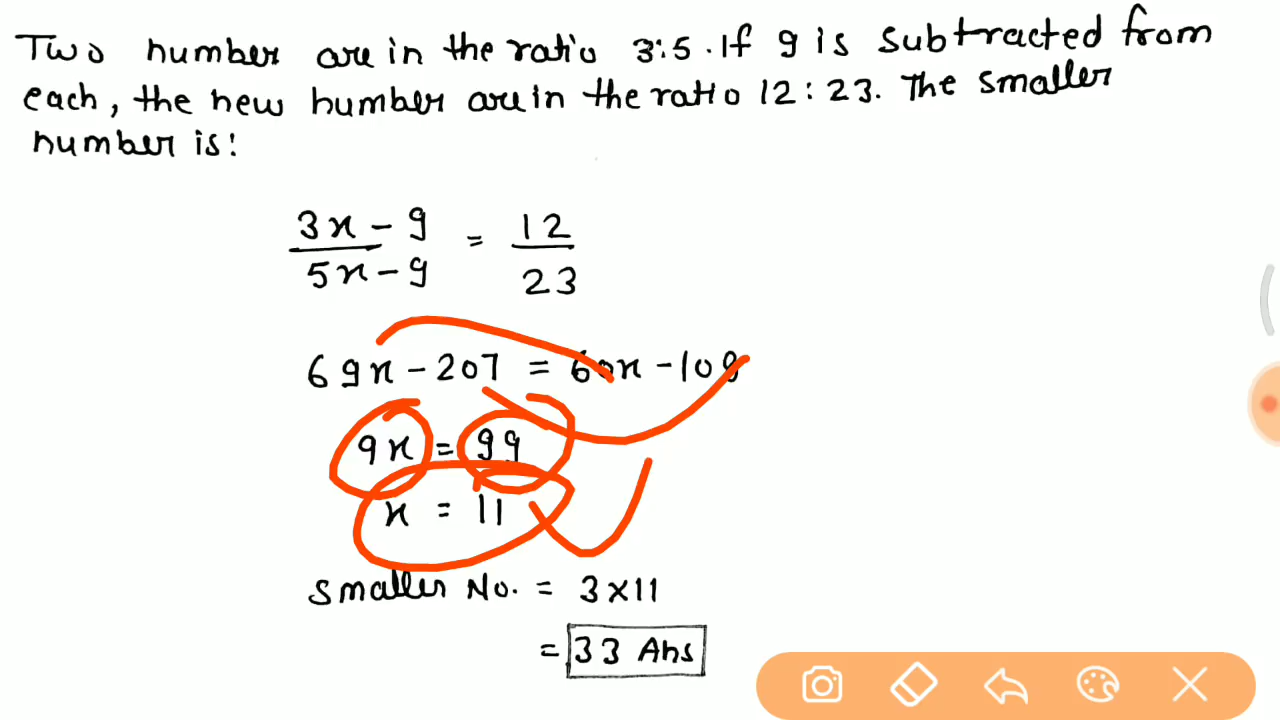 Two number are in the ratio 3:5. If 9 is subtracted from
each, the new number are in the ratio 12:23. The smaller
number is:
3x - 9 / 5x - 9 = 12 / 23
69x - 207 = 60x - 108
9x = 99
x = 11
Smaller No. = 3×11
= 33 Ans